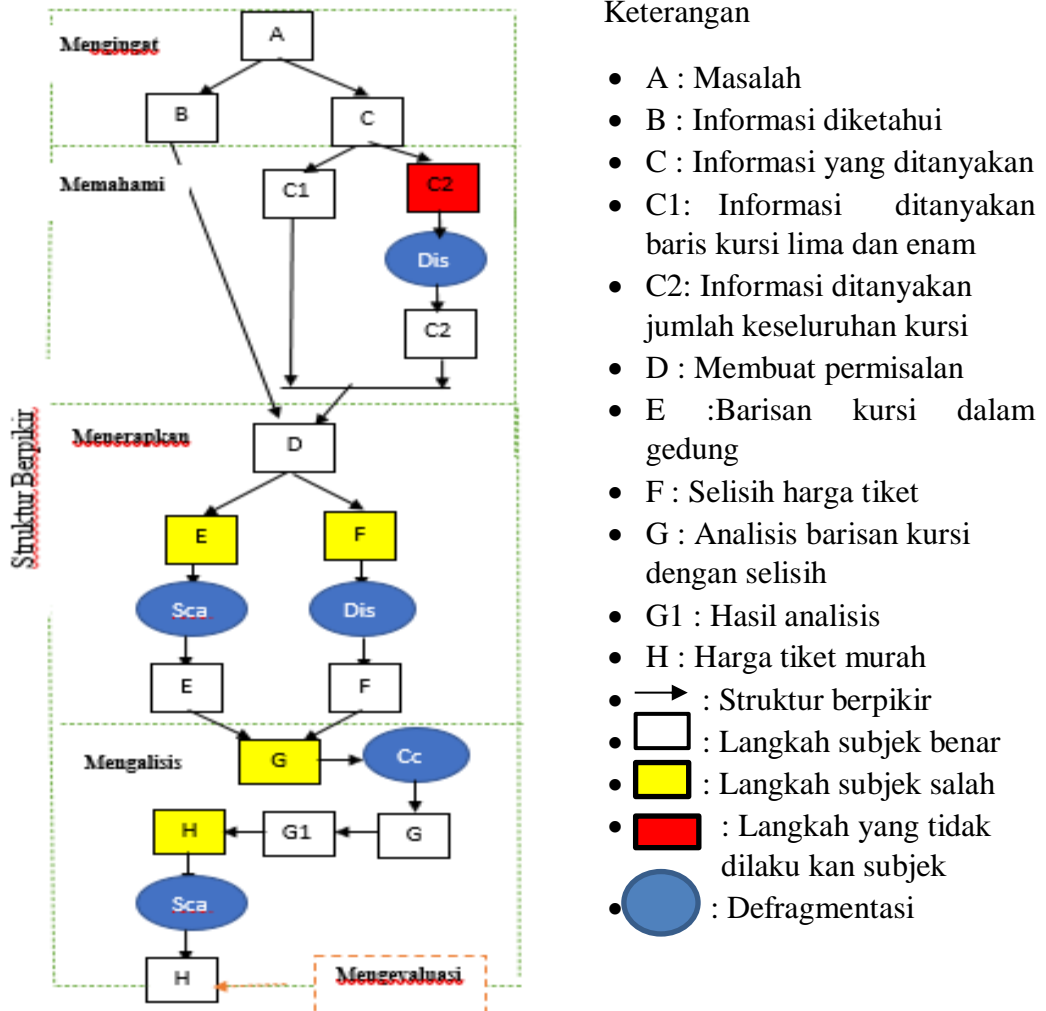 Mengingat
A
B
C
Memahami
C1
C2
Dis
C2
Struktur Berpikir
Menerapkan
D
E
F
Sca
Dis
E
F
Mengalisis
G
Cc
H
G1
G
Sca
H
Mengevaluasi
Keterangan
• A : Masalah
• B : Informasi diketahui
• C : Informasi yang ditanyakan
• C1: Informasi ditanyakan
baris kursi lima dan enam
• C2: Informasi ditanyakan
jumlah keseluruhan kursi
• D : Membuat permisalan
• E :Barisan kursi dalam
gedung
• F : Selisih harga tiket
• G : Analisis barisan kursi
dengan selisih
• G1 : Hasil analisis
• H : Harga tiket murah
• : Struktur berpikir
• : Langkah subjek benar
• : Langkah subjek salah
• : Langkah yang tidak
dilaku kan subjek
• : Defragmentasi